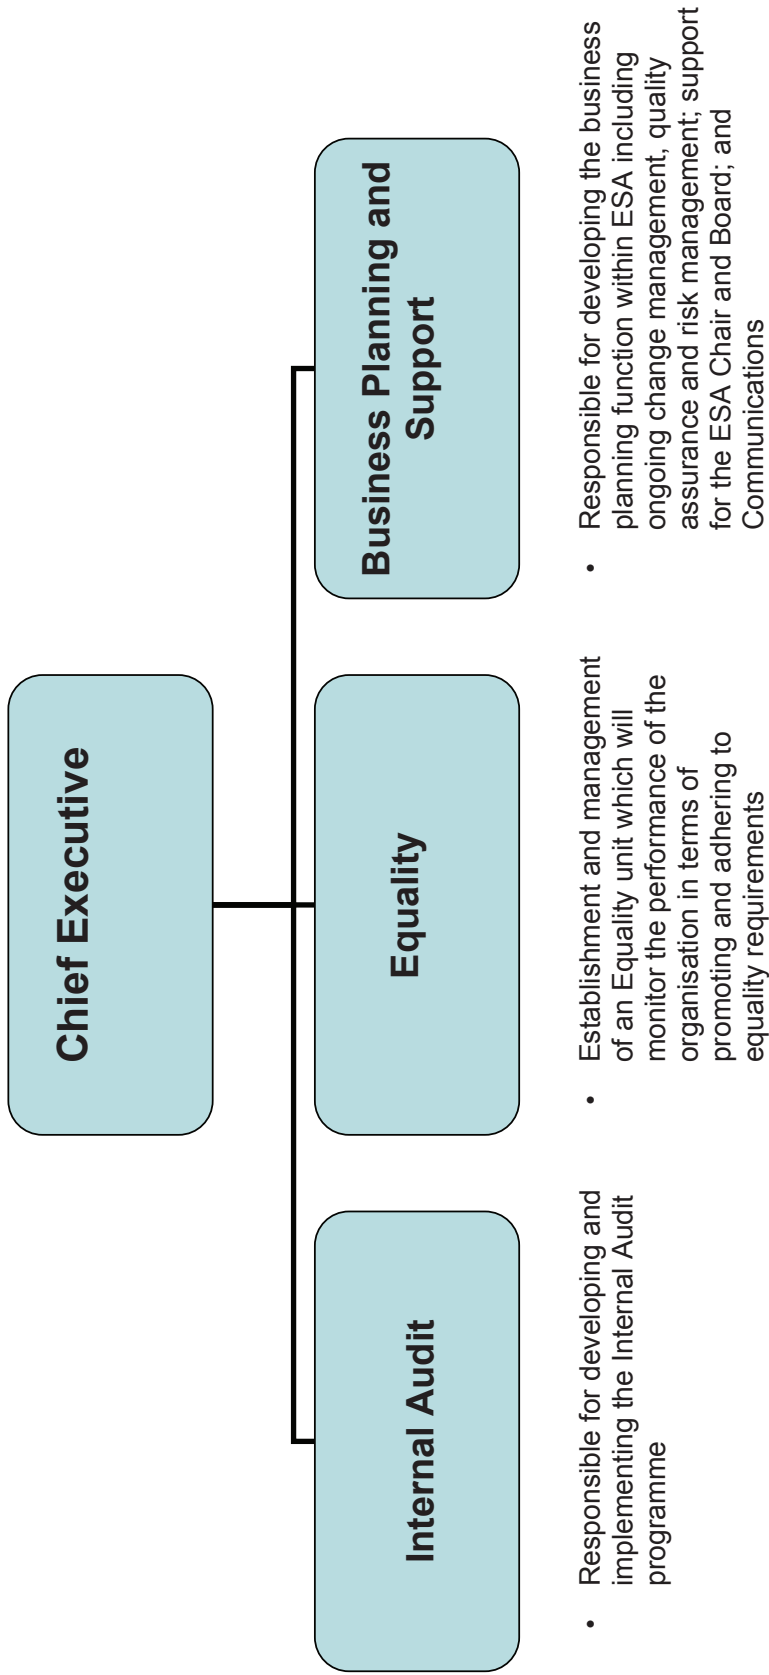 Chief Executive
Internal Audit
Equality
Business Planning and
Support
• Responsible for developing and
implementing the Internal Audit
programme
• Establishment and management
of an Equality unit which will
monitor the performance of the
organisation in terms of
promoting and adhering to
equality requirements
• Responsible for developing the business
planning function within ESA including
ongoing change management, quality
assurance and risk management; support
for the ESA Chair and Board; and
Communications